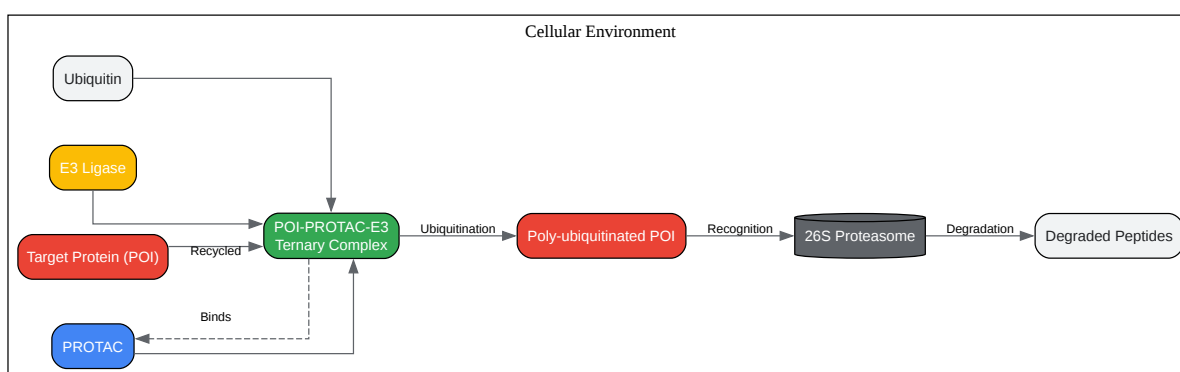 Cellular Environment
Ubiquitin
E3 Ligase
Target Protein (POI)
Recycled
POI-PROTAC-E3
Ternary Complex
Ubiquitination
Poly-ubiquitinated POI
Recognition
26S Proteasome
Degradation
Degraded Peptides
Binds
PROTAC